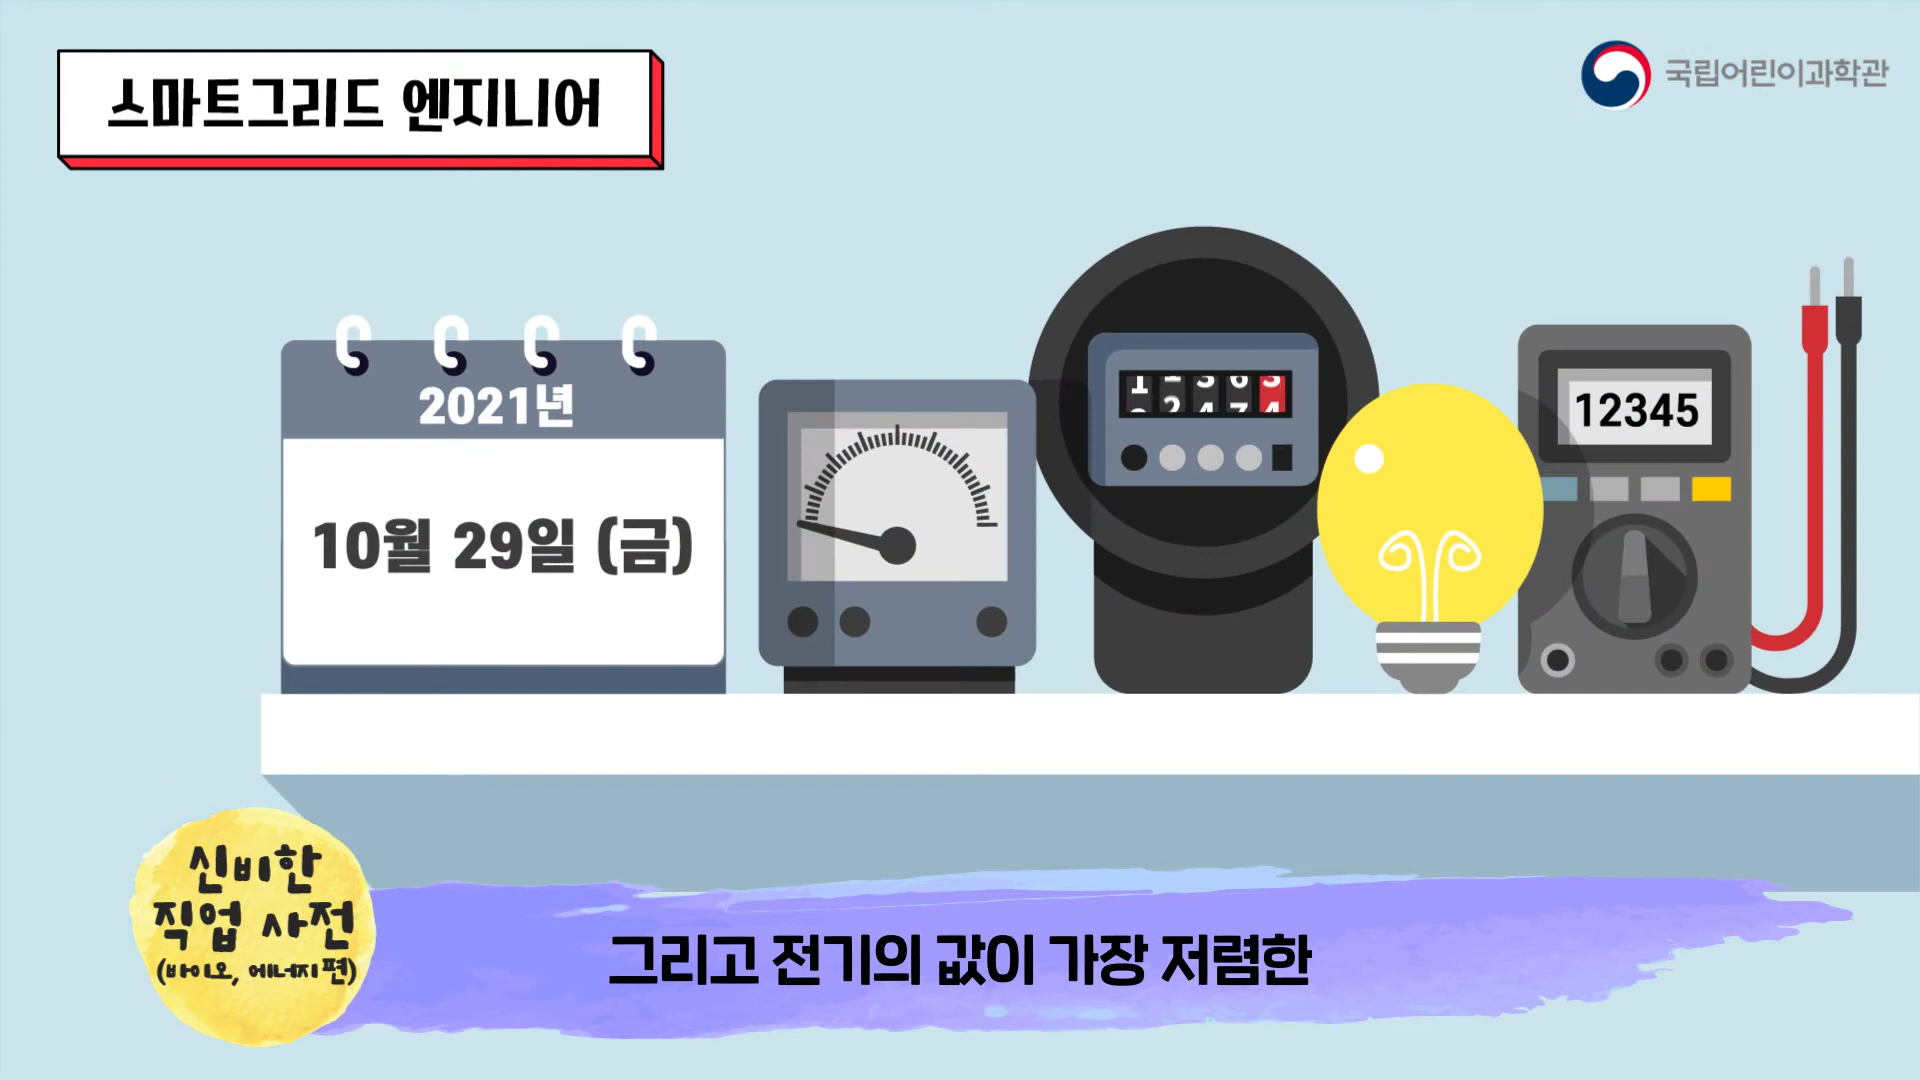 스마트그리드 엔지니어
국립어린이과학관
2021년
10월 29일 (금)
12345
신비한
직업 사전
(바이오, 에너지 편)
그리고 전기의 값이 가장 저렴한